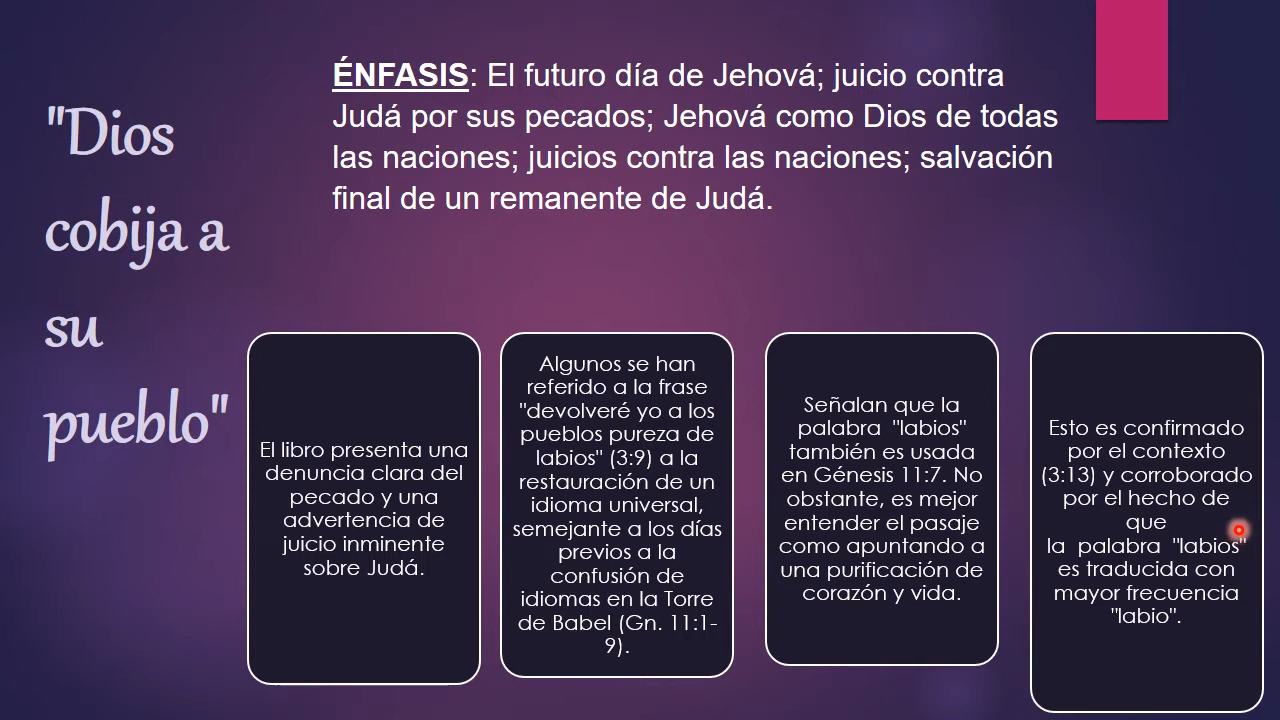 "Dios
cobija a
su
pueblo"
ÉNFASIS: El futuro día de Jehová; juicio contra
Judá por sus pecados; Jehová como Dios de todas
las naciones; juicios contra las naciones; salvación
final de un remanente de Judá.
El libro presenta una
denuncia clara del
pecado y una
advertencia de
juicio inminente
sobre Judá.
Algunos se han
referido a la frase
"devolveré yo a los
pueblos pureza de
labios" (3:9) a la
restauración de un
idioma universal,
semejante a los días
previos a la
confusión de
idiomas en la Torre
de Babel (Gn. 11:1-
9).
Señalan que la
palabra "labios"
también es usada
en Génesis 11:7. No
obstante, es mejor
entender el pasaje
como apuntando a
una purificación de
corazón y vida.
Esto es confirmado
por el contexto
(3:13) y corroborado
por el hecho de
que
la palabra "labios"
es traducida con
mayor frecuencia
"labio".